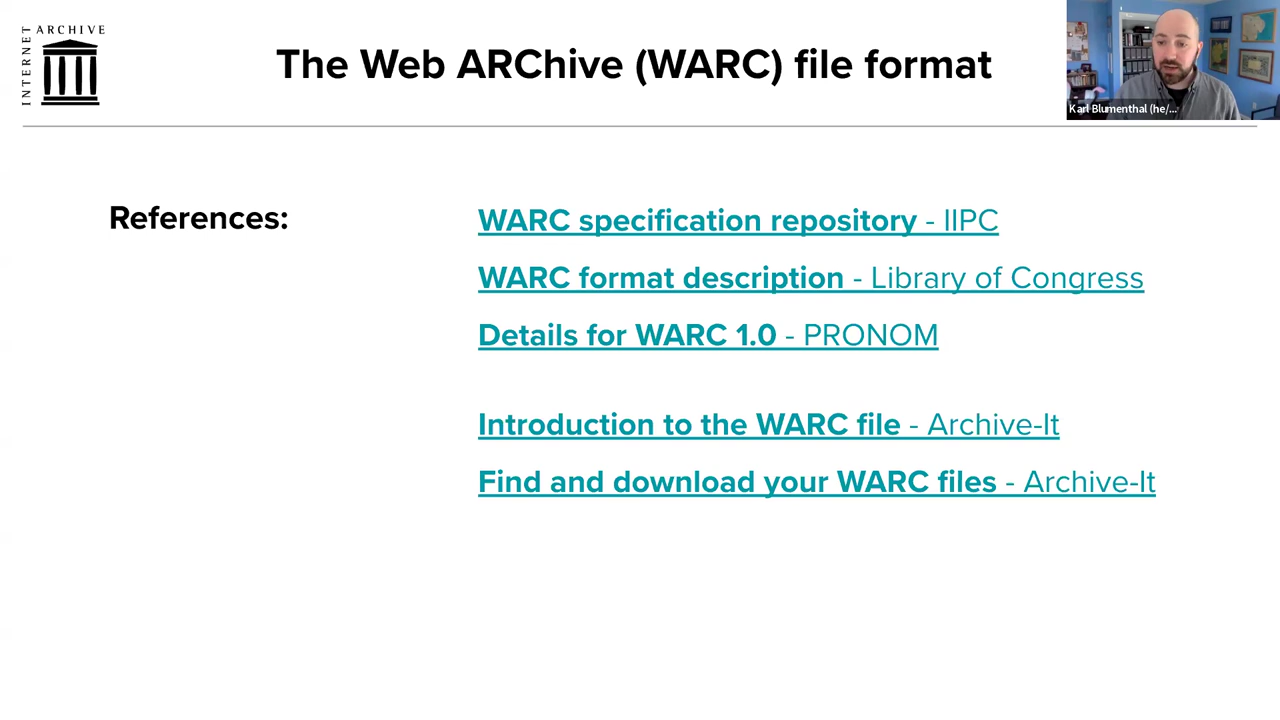 INTERNET ARCHIVE
The Web ARChive (WARC) file format
Karl Blumenthal (he/...
References:
WARC specification repository - IIPC
WARC format description - Library of Congress
Details for WARC 1.0 - PRONOM
Introduction to the WARC file - Archive-It
Find and download your WARC files - Archive-It